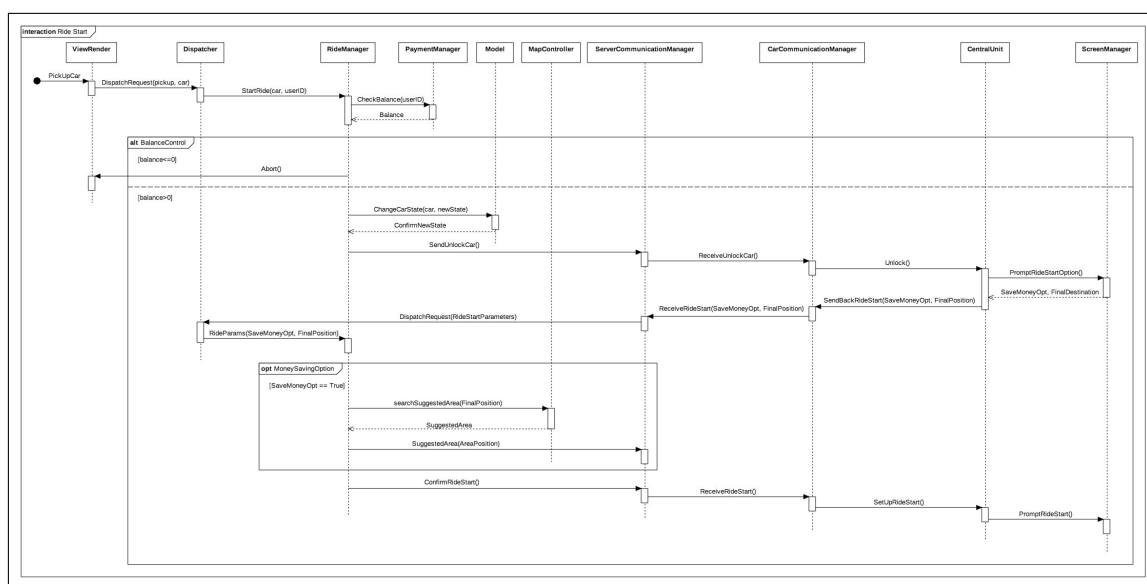 interaction Ride Start
ViewRender Dispatcher RideManager PaymentManager Model MapController ServerCommunicationManager CarCommunicationManager CentralUnit ScreenManager
PickUpCar
DispatchRequest(pickup, car)
StartRide(car, userID)
CheckBalance(userID)
Balance
alt BalanceControl
[balance<=0]
Abort()
[balance>0]
ChangeCarState(car, newState)
ConfirmNewState
SendUnlockCar()
ReceiveUnlockCar()
Unlock()
PromptRideStartOption()
SaveMoneyOpt, FinalDestination
SendBackRideStart(SaveMoneyOpt, FinalPosition)
ReceiveRideStart(SaveMoneyOpt, FinalPosition)
DispatchRequest(RideStartParameters)
RideParams(SaveMoneyOpt, FinalPosition)
opt MoneySavingOption
[SaveMoneyOpt == True]
searchSuggestedArea(FinalPosition)
SuggestedArea
SuggestedArea(AreaPosition)
ConfirmRideStart()
ReceiveRideStart()
SetUpRideStart()
PromptRideStart()